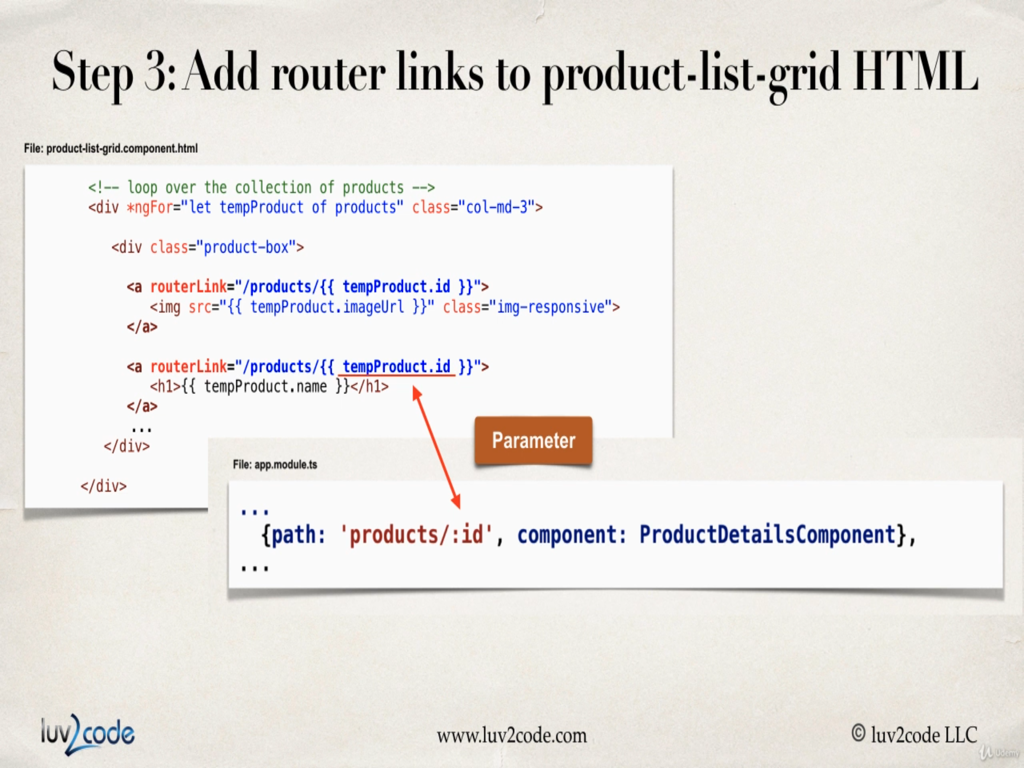 Step 3: Add router links to product-list-grid HTML
File: product-list-grid.component.html
<!-- loop over the collection of products -->
<div *ngFor="let tempProduct of products" class="col-md-3">
<div class="product-box">
<a routerLink="/products/{{ tempProduct.id }}">
<img src="{{ tempProduct.imageUrl }}" class="img-responsive">
</a>
<a routerLink="/products/{{ tempProduct.id }}">
<h1>{{ tempProduct.name }}</h1>
</a>
...
</div>
</div>
Parameter
File: app.module.ts
...
{path: 'products/:id', component: ProductDetailsComponent},
...
luv2code
www.luv2code.com
© luv2code LLC
Udemy